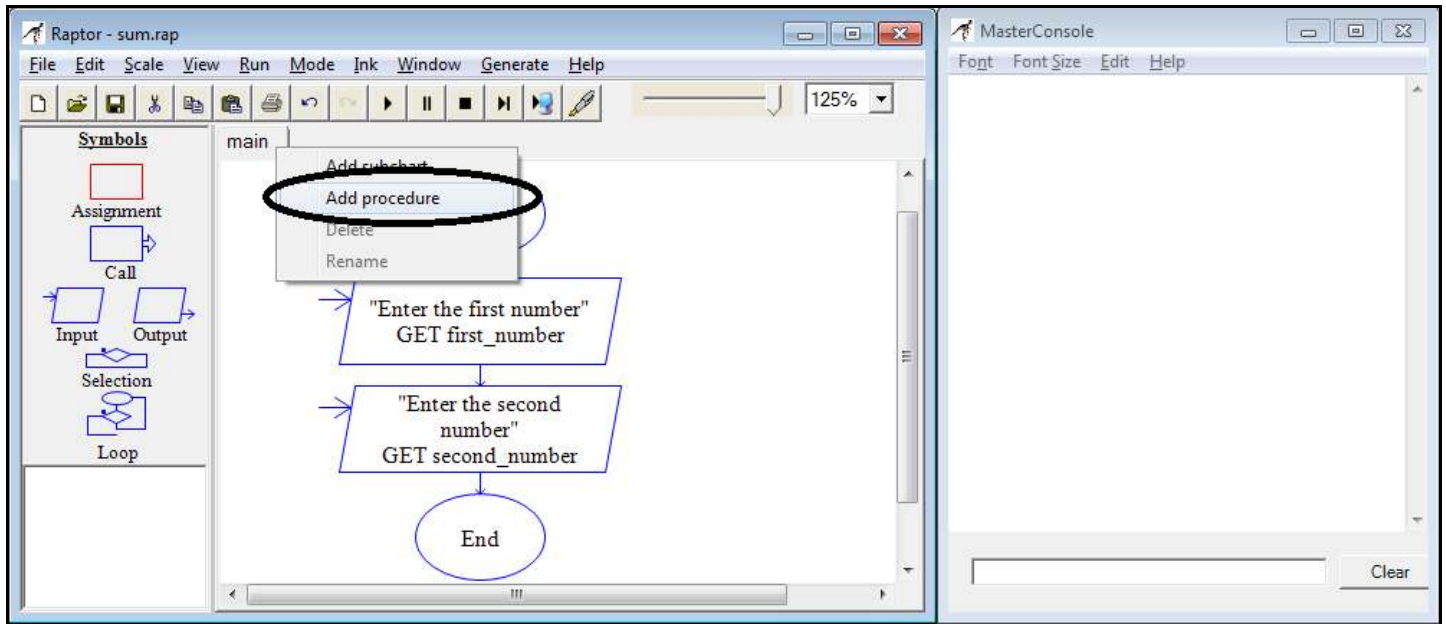 Raptor - sum.rap
File Edit Scale View Run Mode Ink Window Generate Help
125%
Symbols
Assignment
Call
Input Output
Selection
Loop
main
Add subchart
Add procedure
Delete
Rename
"Enter the first number"
GET first_number
"Enter the second
number"
GET second_number
End
MasterConsole
Font Font Size Edit Help
Clear